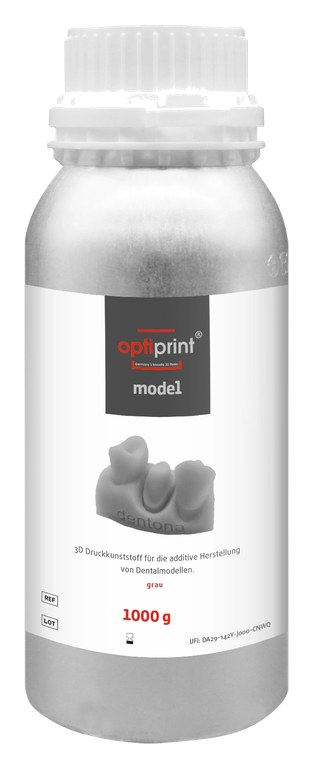 optiprint®
model
dentona
3D Druckkunststoff für die additive Herstellung
von Dentalmodellen.
grau
REF
1000 g
LOT
UFI: DA29-142Y-J000-CNWQ